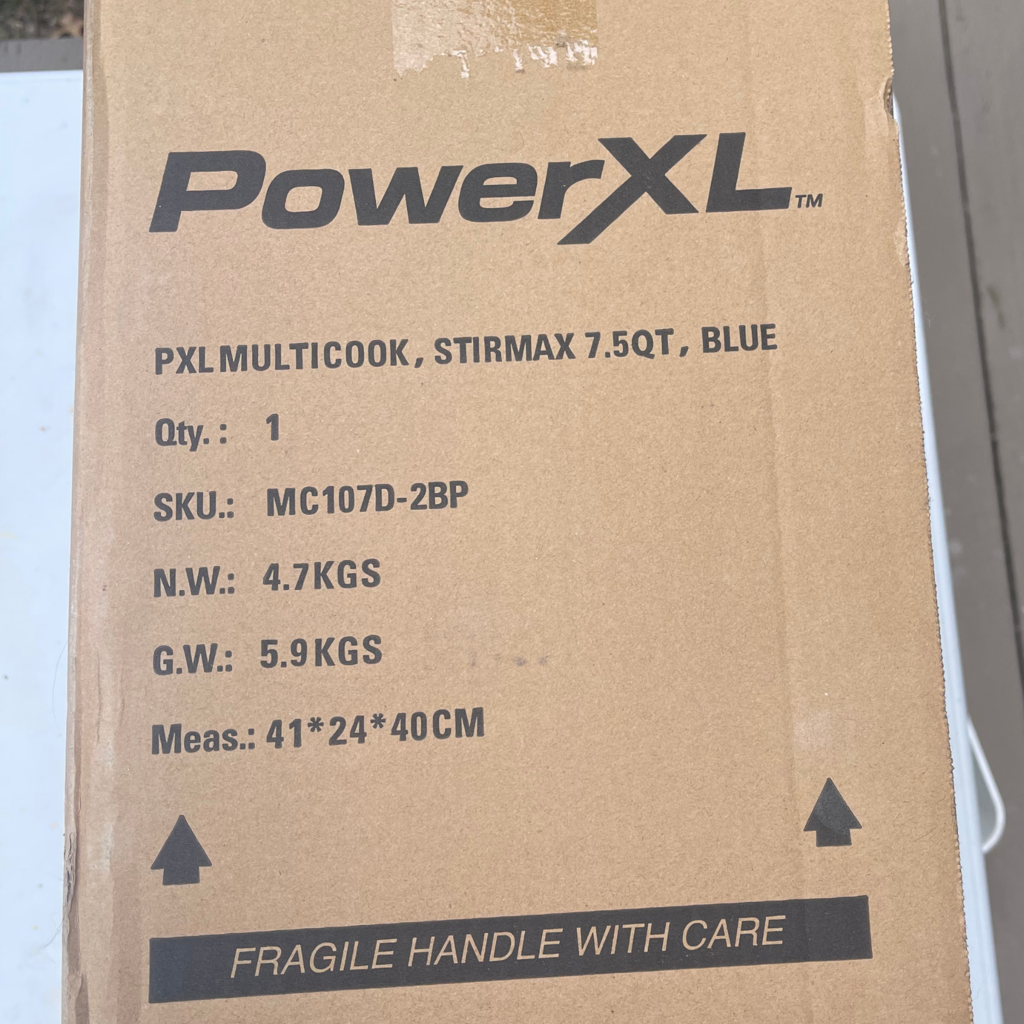 PowerXL™
PXL MULTICOOK, STIRMAX 7.5QT, BLUE
Qty.: 1
SKU.: MC107D-2BP
N.W.: 4.7KGS
G.W.: 5.9KGS
Meas.: 41*24*40CM
FRAGILE HANDLE WITH CARE